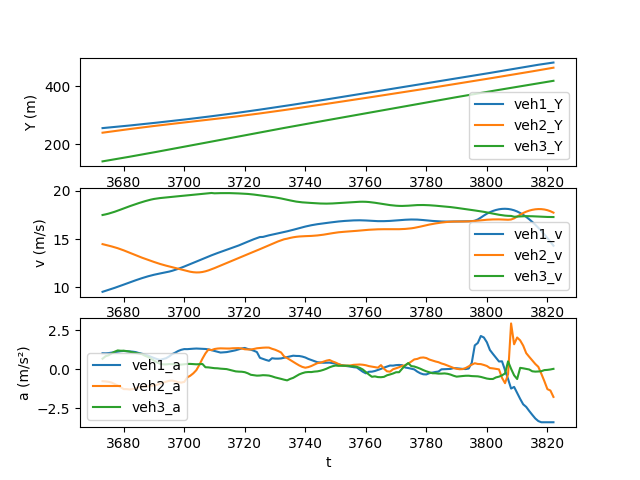 400
200
Y (m)
veh1_Y
veh2_Y
veh3_Y
3680 3700 3720 3740 3760 3780 3800 3820
20
15
10
v (m/s)
veh1_v
veh2_v
veh3_v
3680 3700 3720 3740 3760 3780 3800 3820
2.5
0.0
−2.5
a (m/s²)
veh1_a
veh2_a
veh3_a
3680 3700 3720 3740 3760 3780 3800 3820
t